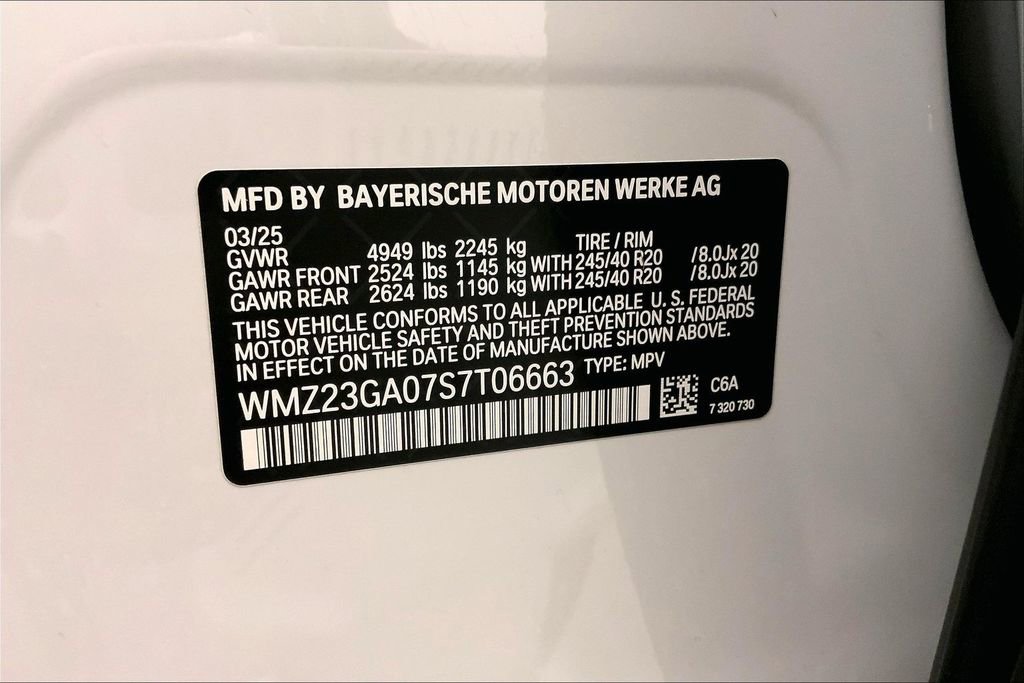 MFD BY BAYERISCHE MOTOREN WERKE AG
03/25 TIRE / RIM
GVWR 4949 lbs 2245 kg
GAWR FRONT 2524 lbs 1145 kg WITH 245/40 R20 /8.0Jx 20
GAWR REAR 2624 lbs 1190 kg WITH 245/40 R20 /8.0Jx 20
THIS VEHICLE CONFORMS TO ALL APPLICABLE U. S. FEDERAL
MOTOR VEHICLE SAFETY AND THEFT PREVENTION STANDARDS
IN EFFECT ON THE DATE OF MANUFACTURE SHOWN ABOVE.
WMZ23GA07S7T06663 TYPE: MPV
C6A
7 320 730